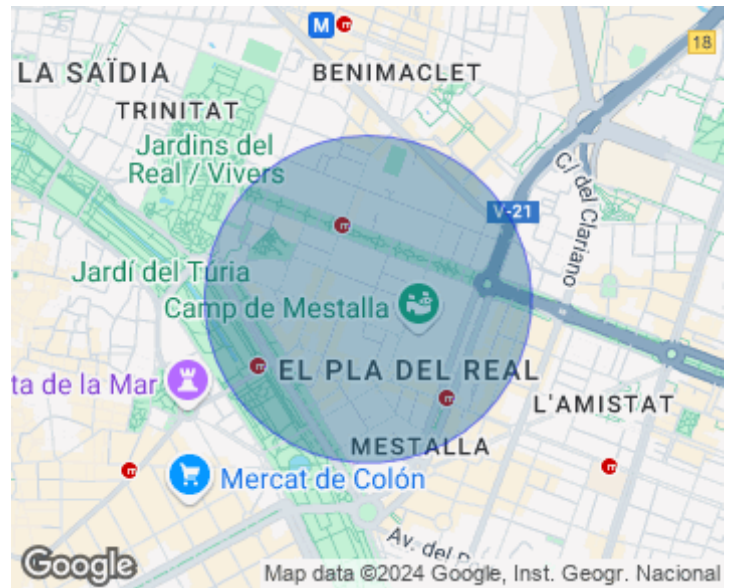 M
18
LA SAÏDIA
BENIMACLET
TRINITAT
Jardins del
Real / Vivers
C/ del Clariano
V-21
Jardí del Túria
Camp de Mestalla
EL PLA DEL REAL
ta de la Mar
L'AMISTAT
MESTALLA
Mercat de Colón
Av. del
Google
Map data ©2024 Google, Inst. Geogr. Nacional